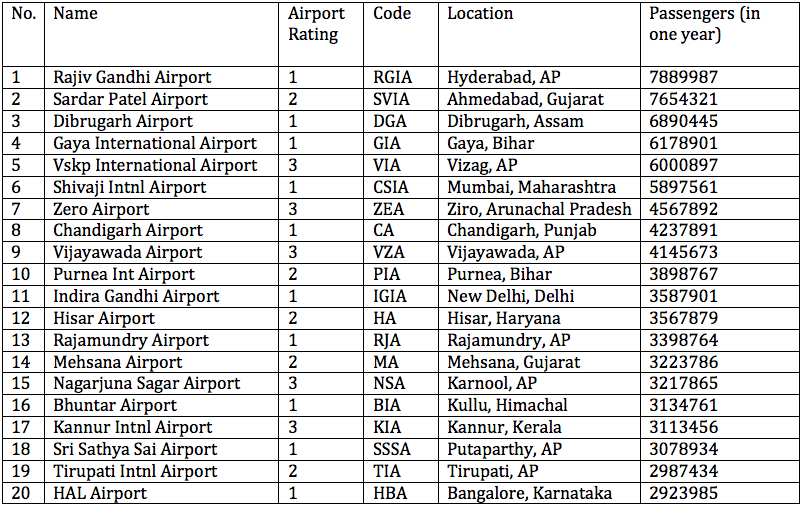 No. Name Airport Rating Code Location Passengers (in one year)
1 Rajiv Gandhi Airport 1 RGIA Hyderabad, AP 7889987
2 Sardar Patel Airport 2 SVIA Ahmedabad, Gujarat 7654321
3 Dibrugarh Airport 1 DGA Dibrugarh, Assam 6890445
4 Gaya International Airport 1 GIA Gaya, Bihar 6178901
5 Vskp International Airport 3 VIA Vizag, AP 6000897
6 Shivaji Intnl Airport 1 CSIA Mumbai, Maharashtra 5897561
7 Zero Airport 3 ZEA Ziro, Arunachal Pradesh 4567892
8 Chandigarh Airport 1 CA Chandigarh, Punjab 4237891
9 Vijayawada Airport 3 VZA Vijayawada, AP 4145673
10 Purnea Int Airport 2 PIA Purnea, Bihar 3898767
11 Indira Gandhi Airport 1 IGIA New Delhi, Delhi 3587901
12 Hisar Airport 2 HA Hisar, Haryana 3567879
13 Rajamundry Airport 1 RJA Rajamundry, AP 3398764
14 Mehsana Airport 2 MA Mehsana, Gujarat 3223786
15 Nagarjuna Sagar Airport 3 NSA Karnool, AP 3217865
16 Bhuntar Airport 1 BIA Kullu, Himachal 3134761
17 Kannur Intnl Airport 3 KIA Kannur, Kerala 3113456
18 Sri Sathya Sai Airport 1 SSSA Putaparthy, AP 3078934
19 Tirupati Intnl Airport 2 TIA Tirupati, AP 2987434
20 HAL Airport 1 HBA Bangalore, Karnataka 2923985